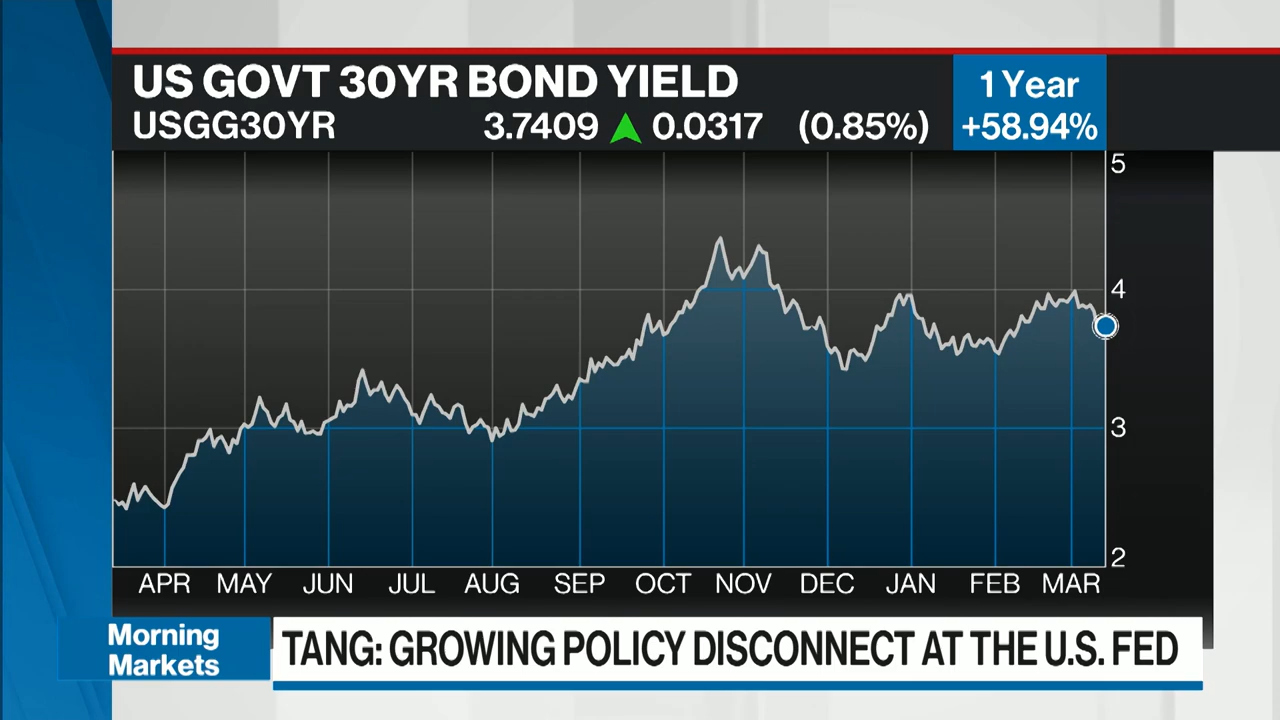 US GOVT 30YR BOND YIELD
USGG30YR 3.7409 ▲ 0.0317 (0.85%)
1 Year
+58.94%
5
4
3
2
APR MAY JUN JUL AUG SEP OCT NOV DEC JAN FEB MAR
Morning
Markets
TANG: GROWING POLICY DISCONNECT AT THE U.S. FED